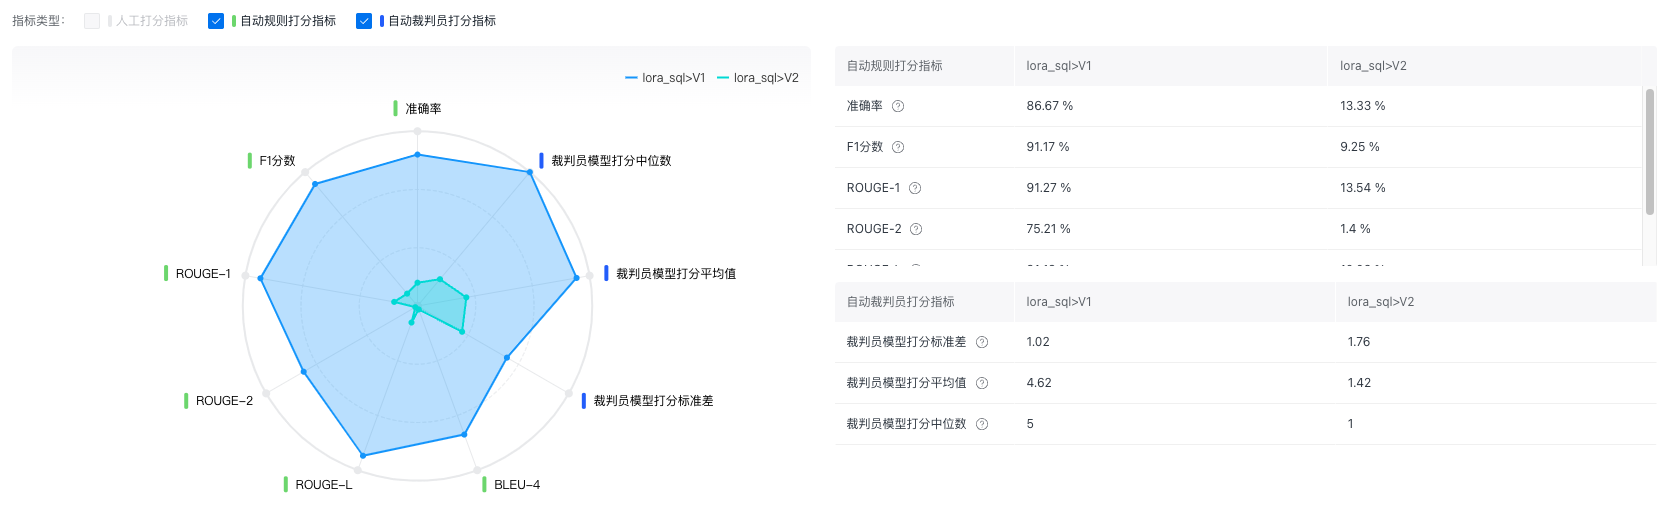 指标类型:
人工打分指标
自动规则打分指标
自动裁判员打分指标
lora_sql>V1
lora_sql>V2
准确率
裁判员模型打分中位数
裁判员模型打分平均值
裁判员模型打分标准差
BLEU-4
ROUGE-L
ROUGE-2
ROUGE-1
F1分数
自动规则打分指标 lora_sql>V1 lora_sql>V2
准确率 86.67 % 13.33 %
F1分数 91.17 % 9.25 %
ROUGE-1 91.27 % 13.54 %
ROUGE-2 75.21 % 1.4 %
自动裁判员打分指标 lora_sql>V1 lora_sql>V2
裁判员模型打分标准差 1.02 1.76
裁判员模型打分平均值 4.62 1.42
裁判员模型打分中位数 5 1